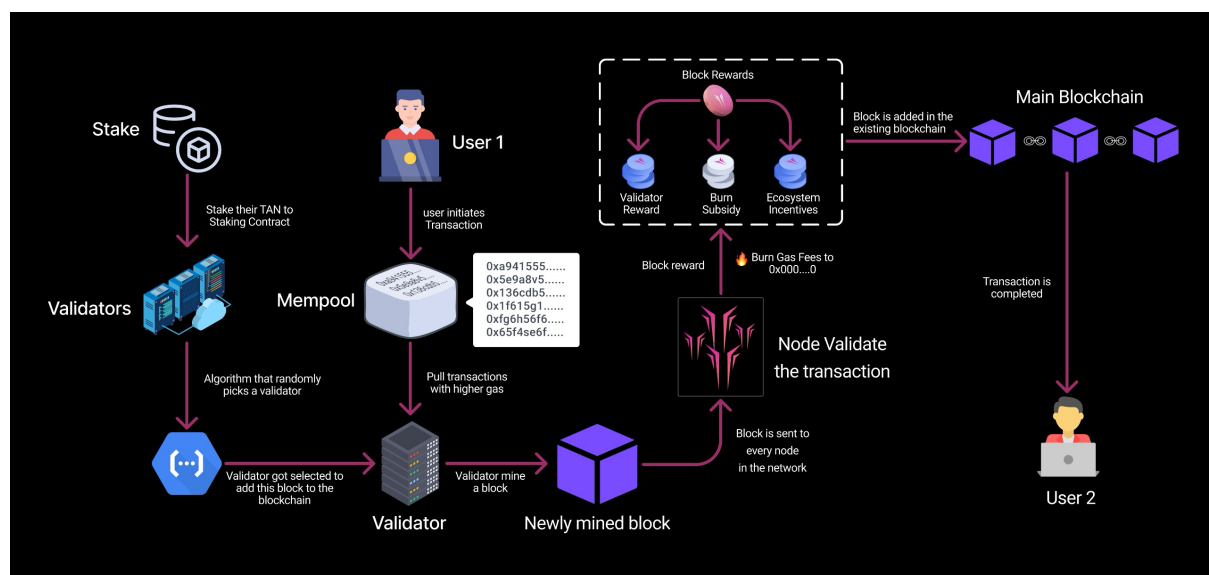 Stake
Stake their TAN to
Staking Contract
Validators
Algorithm that randomly
picks a validator
Validator got selected to
add this block to the
blockchain
User 1
user initiates
Transaction
Mempool
0xa941555......
0x5e9a8v5......
0x136cdb5......
0x1f615g1......
0xfg6h56f6.....
0x65f4se6f.....
Pull transactions
with higher gas
Validator
Validator mine
a block
Newly mined block
Block is sent to
every node
in the network
Node Validate
the transaction
Block reward
Burn Gas Fees to
0x000....0
Block Rewards
Validator
Reward
Burn
Subsidy
Ecosystem
Incentives
Block is added in the
existing blockchain
Main Blockchain
Transaction is
completed
User 2